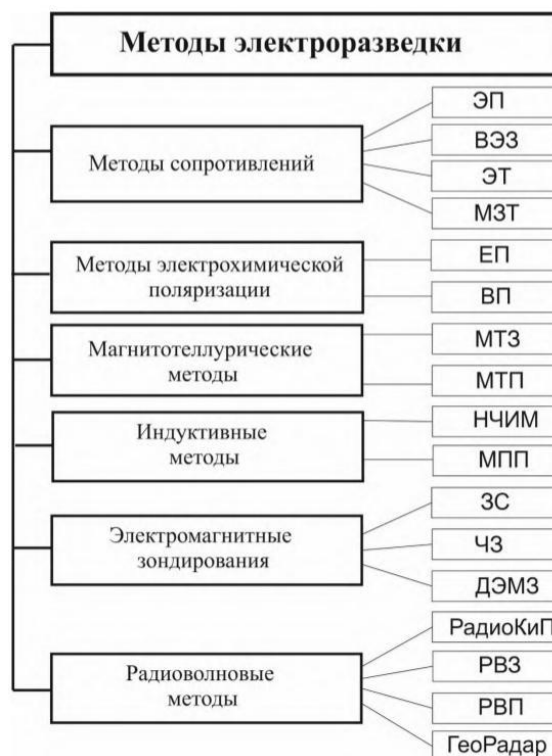 Методы электроразведки
ЭП
ВЭЗ
Методы сопротивлений
ЭТ
МЗТ
ЕП
Методы электрохимической
поляризации
ВП
МТЗ
Магнитотеллурические
методы
МТП
НЧИМ
Индуктивные
методы
МПП
ЗС
Электромагнитные
зондирования
ЧЗ
ДЭМЗ
РадиоКиП
РВЗ
Радиоволновые
методы
РВП
ГеоРадар